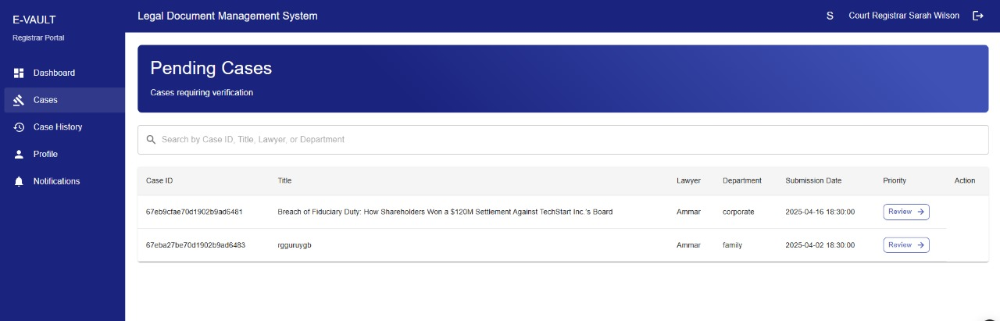 E-VAULT
Registrar Portal
Dashboard
Cases
Case History
Profile
Notifications
Legal Document Management System
S Court Registrar Sarah Wilson
Pending Cases
Cases requiring verification
Search by Case ID, Title, Lawyer, or Department
Case ID Title Lawyer Department Submission Date Priority Action
67eb9cfae70d1902b9ad6481 Breach of Fiduciary Duty: How Shareholders Won a $120M Settlement Against TechStart Inc.'s Board Ammar corporate 2025-04-16 18:30:00 Review
67eba27be70d1902b9ad6483 rgguruygb Ammar family 2025-04-02 18:30:00 Review